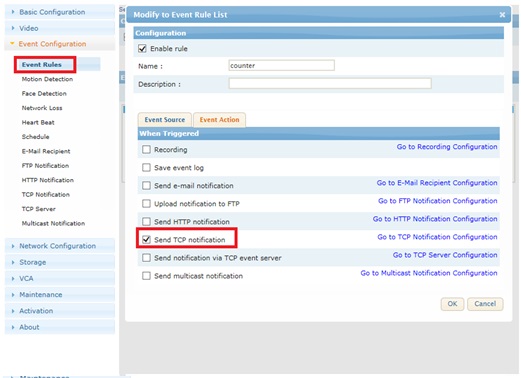 Basic Configuration
Video
Event Configuration
Event Rules
Motion Detection
Face Detection
Network Loss
Heart Beat
Schedule
E-Mail Recipient
FTP Notification
HTTP Notification
TCP Notification
TCP Server
Multicast Notification
Network Configuration
Storage
VCA
Maintenance
Activation
About
Modify to Event Rule List
Configuration
Enable rule
Name : counter
Description :
Event Source Event Action
When Triggered
Recording Go to Recording Configuration
Save event log
Send e-mail notification Go to E-Mail Recipient Configuration
Upload notification to FTP Go to FTP Notification Configuration
Send HTTP notification Go to HTTP Notification Configuration
Send TCP notification Go to TCP Notification Configuration
Send notification via TCP event server Go to TCP Server Configuration
Send multicast notification Go to Multicast Notification Configuration
OK Cancel